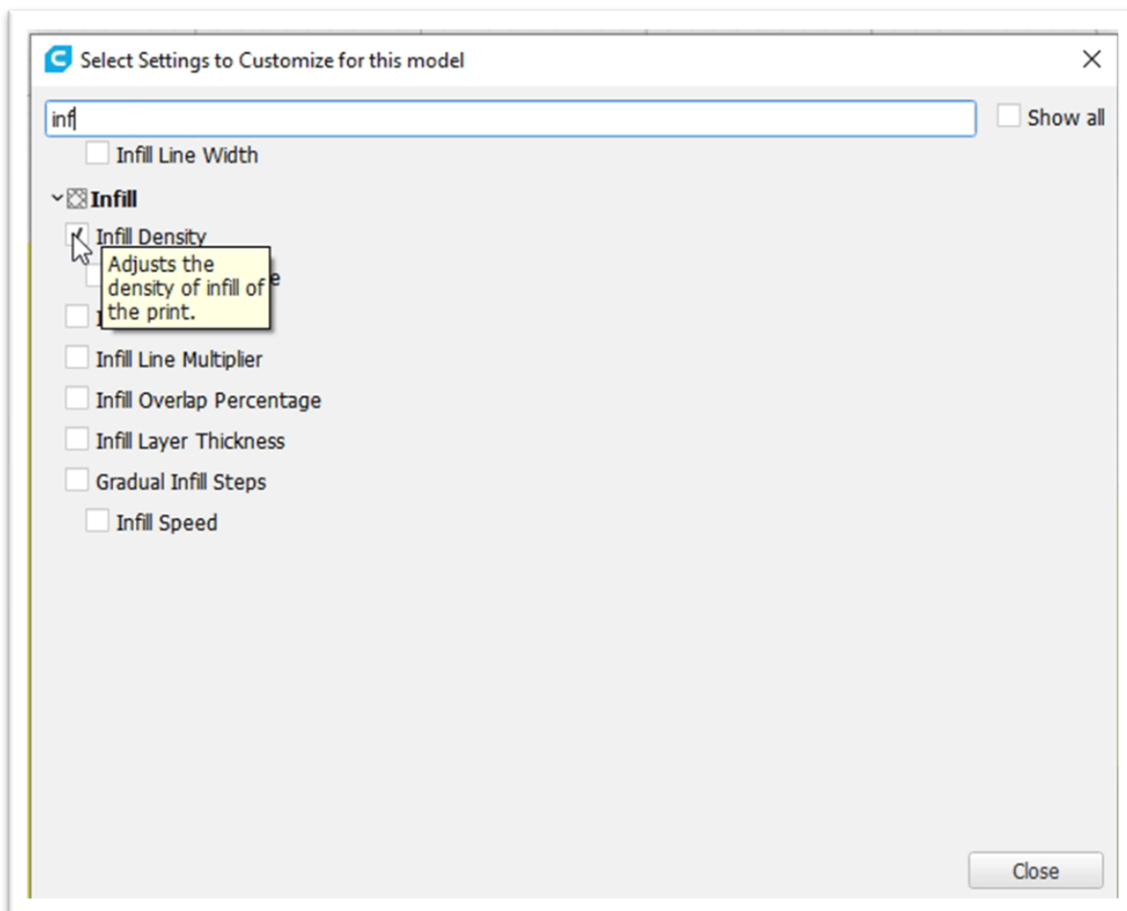 Select Settings to Customize for this model
inf
Show all
Infill Line Width
Infill
Infill Density
Adjusts the
density of infill of
the print.
Infill Line Multiplier
Infill Overlap Percentage
Infill Layer Thickness
Gradual Infill Steps
Infill Speed
Close